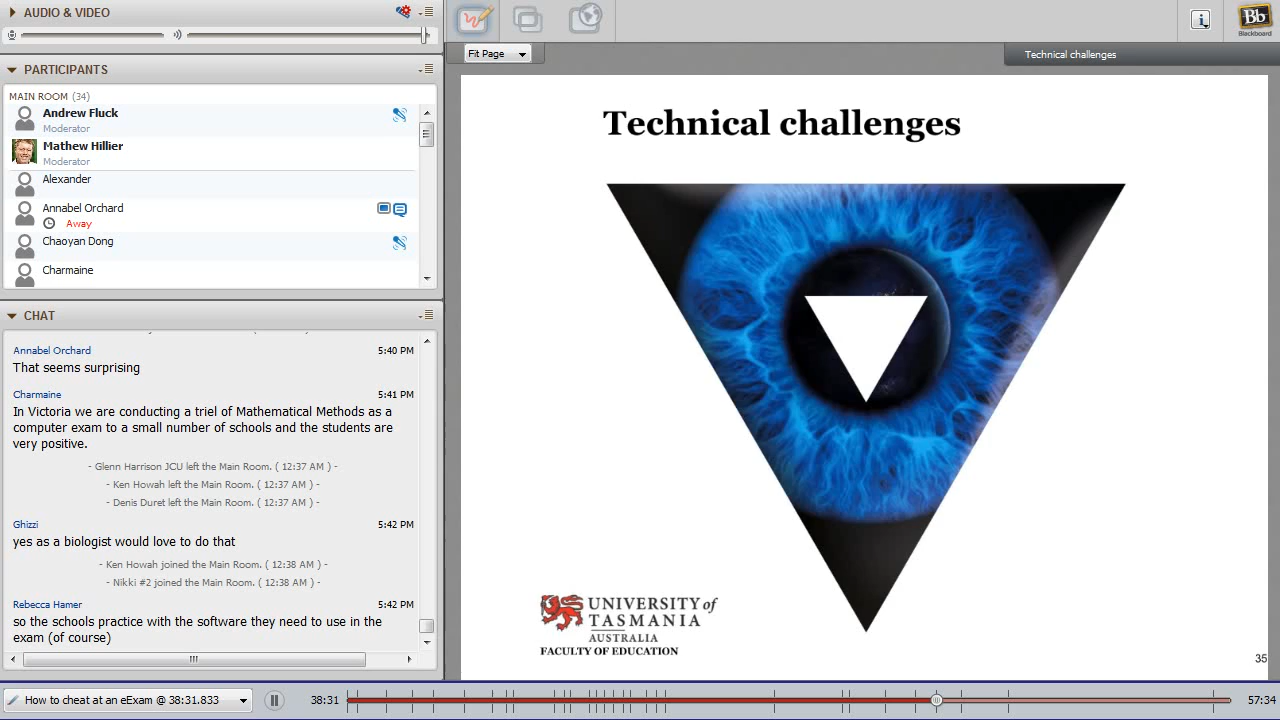 AUDIO & VIDEO
PARTICIPANTS
MAIN ROOM (34)
Andrew Fluck
Moderator
Mathew Hillier
Moderator
Alexander
Annabel Orchard
Away
Chaoyan Dong
Charmaine
CHAT
Annabel Orchard 5:40 PM
That seems surprising
Charmaine 5:41 PM
In Victoria we are conducting a triel of Mathematical Methods as a
computer exam to a small number of schools and the students are
very positive.
- Glenn Harrison JCU left the Main Room. ( 12:37 AM ) -
- Ken Howah left the Main Room. ( 12:37 AM ) -
- Denis Duret left the Main Room. ( 12:37 AM ) -
Ghizzi 5:42 PM
yes as a biologist would love to do that
- Ken Howah joined the Main Room. ( 12:38 AM ) -
- Nikki #2 joined the Main Room. ( 12:38 AM ) -
Rebecca Hamer 5:42 PM
so the schools practice with the software they need to use in the
exam (of course)
Fit Page
Technical challenges
Bb
Blackboard
Technical challenges
UNIVERSITY of
TASMANIA
AUSTRALIA
FACULTY OF EDUCATION
35
How to cheat at an eExam @ 38:31.833
38:31
57:34